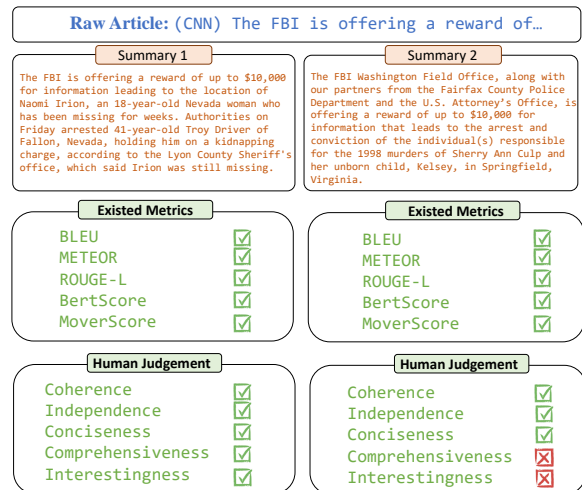 Raw Article: (CNN) The FBI is offering a reward of…
Summary 1
The FBI is offering a reward of up to $10,000
for information leading to the location of
Naomi Irion, an 18-year-old Nevada woman who
has been missing for weeks. Authorities on
Friday arrested 41-year-old Troy Driver of
Fallon, Nevada, holding him on a kidnapping
charge, according to the Lyon County Sheriff's
office, which said Irion was still missing.
Summary 2
The FBI Washington Field Office, along with
our partners from the Fairfax County Police
Department and the U.S. Attorney's Office, is
offering a reward of up to $10,000 for
information that leads to the arrest and
conviction of the individual(s) responsible
for the 1998 murders of Sherry Ann Culp and
her unborn child, Kelsey, in Springfield,
Virginia.
Existed Metrics
BLEU
METEOR
ROUGE-L
BertScore
MoverScore
Existed Metrics
BLEU
METEOR
ROUGE-L
BertScore
MoverScore
Human Judgement
Coherence
Independence
Conciseness
Comprehensiveness
Interestingness
Human Judgement
Coherence
Independence
Conciseness
Comprehensiveness
Interestingness